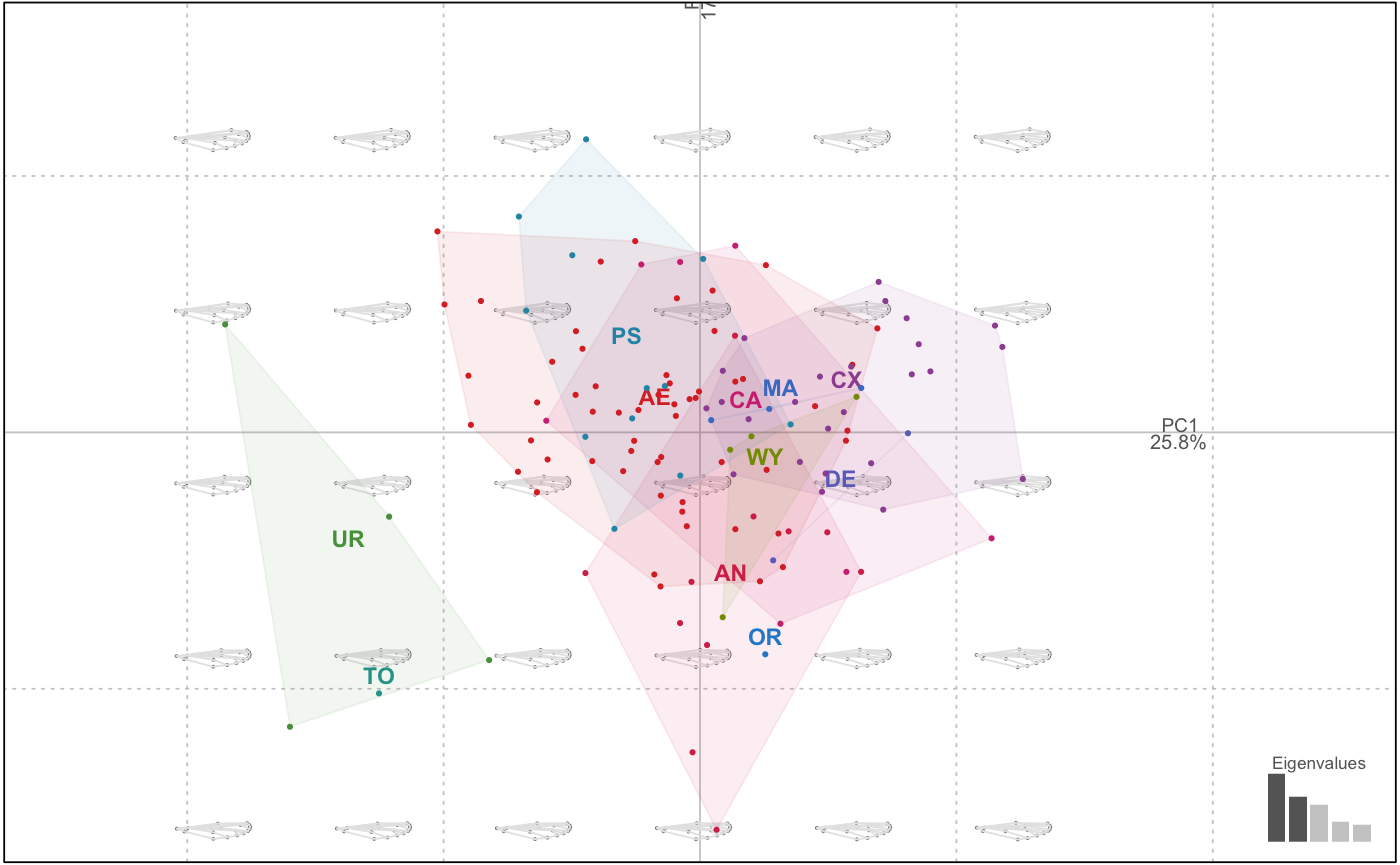 PS
AE
CX
MA
CA
WY
DE
UR
AN
OR
TO
PC1
25.8%
Eigenvalues